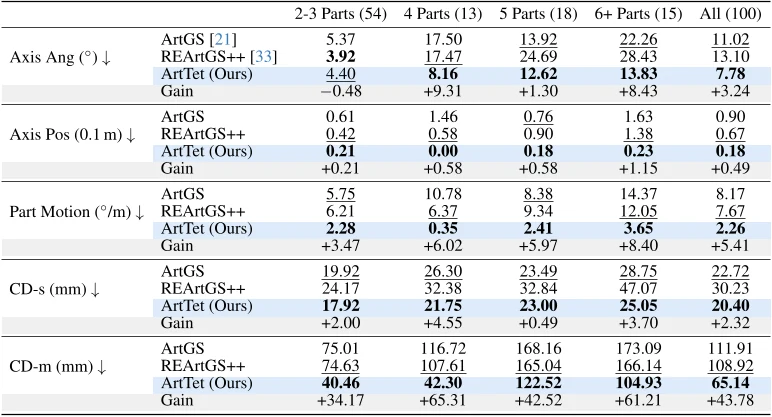 2-3 Parts (54) 4 Parts (13) 5 Parts (18) 6+ Parts (15) All (100)
Axis Ang (°) ↓
ArtGS [21] 5.37 17.50 13.92 22.26 11.02
REArtGS++ [33] 3.92 17.47 24.69 28.43 13.10
ArtTet (Ours) 4.40 8.16 12.62 13.83 7.78
Gain −0.48 +9.31 +1.30 +8.43 +3.24
Axis Pos (0.1 m) ↓
ArtGS 0.61 1.46 0.76 1.63 0.90
REArtGS++ 0.42 0.58 0.90 1.38 0.67
ArtTet (Ours) 0.21 0.00 0.18 0.23 0.18
Gain +0.21 +0.58 +0.58 +1.15 +0.49
Part Motion (°/m) ↓
ArtGS 5.75 10.78 8.38 14.37 8.17
REArtGS++ 6.21 6.37 9.34 12.05 7.67
ArtTet (Ours) 2.28 0.35 2.41 3.65 2.26
Gain +3.47 +6.02 +5.97 +8.40 +5.41
CD-s (mm) ↓
ArtGS 19.92 26.30 23.49 28.75 22.72
REArtGS++ 24.17 32.38 32.84 47.07 30.23
ArtTet (Ours) 17.92 21.75 23.00 25.05 20.40
Gain +2.00 +4.55 +0.49 +3.70 +2.32
CD-m (mm) ↓
ArtGS 75.01 116.72 168.16 173.09 111.91
REArtGS++ 74.63 107.61 165.04 166.14 108.92
ArtTet (Ours) 40.46 42.30 122.52 104.93 65.14
Gain +34.17 +65.31 +42.52 +61.21 +43.78